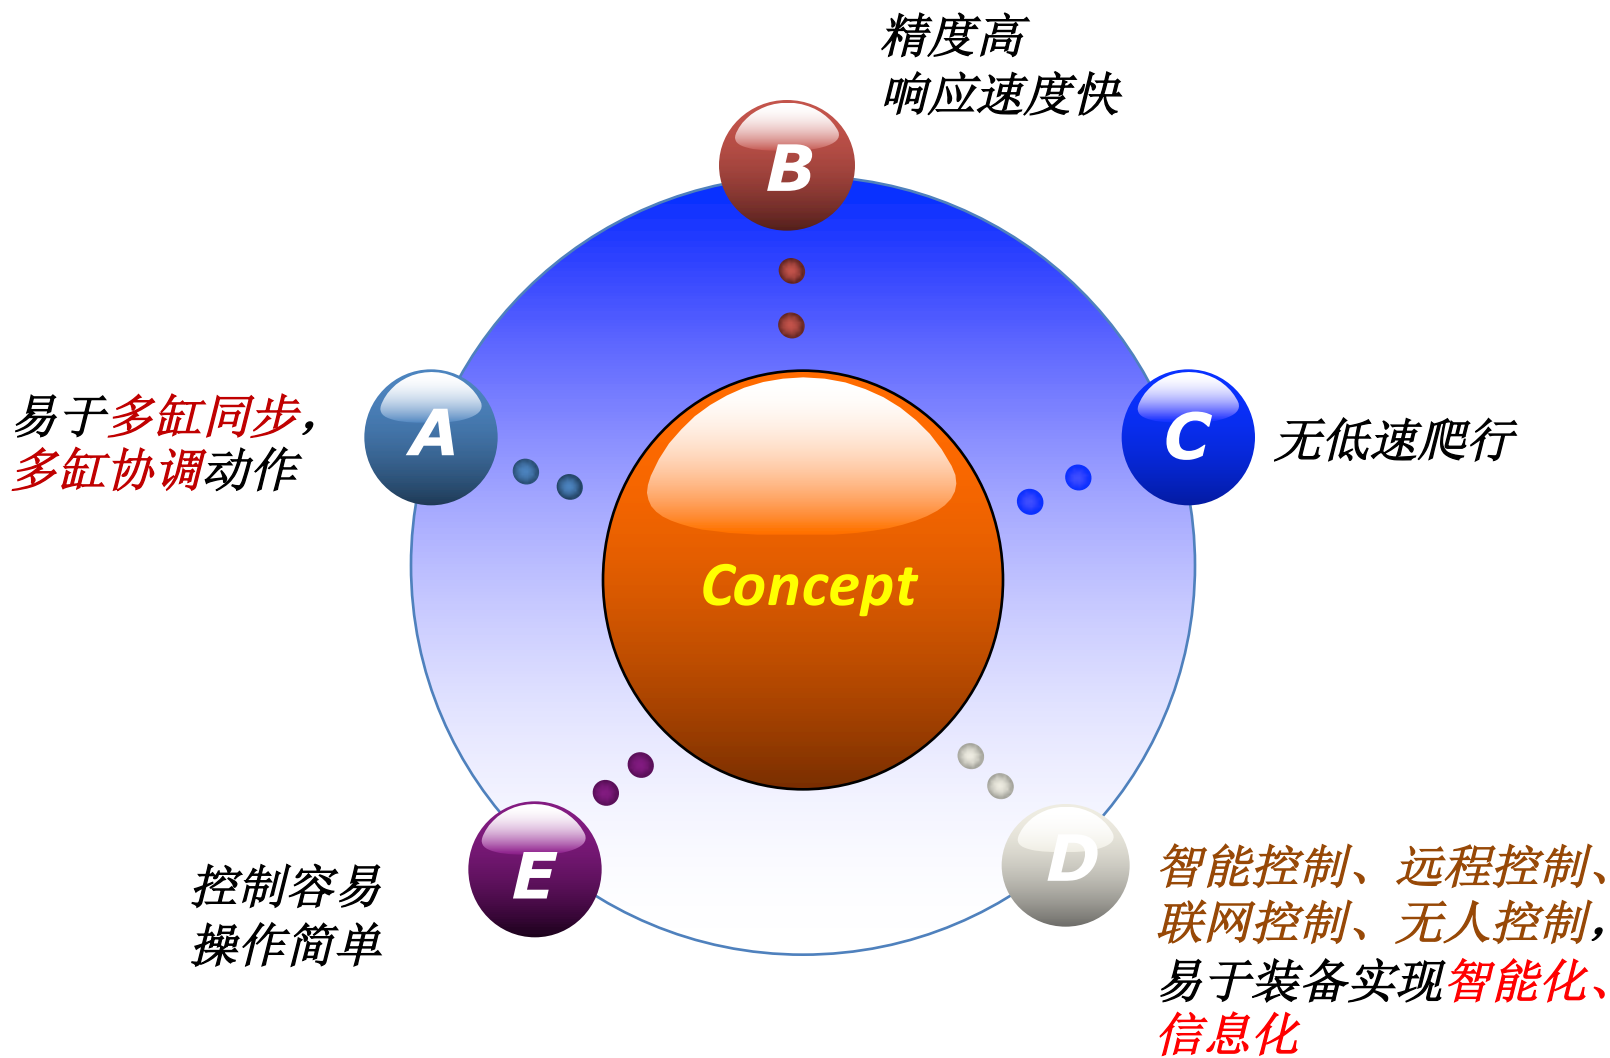 精度高
响应速度快
B
易于多缸同步，
多缸协调动作
A
C
无低速爬行
Concept
控制容易
操作简单
E
D
智能控制、远程控制、
联网控制、无人控制，
易于装备实现智能化、
信息化